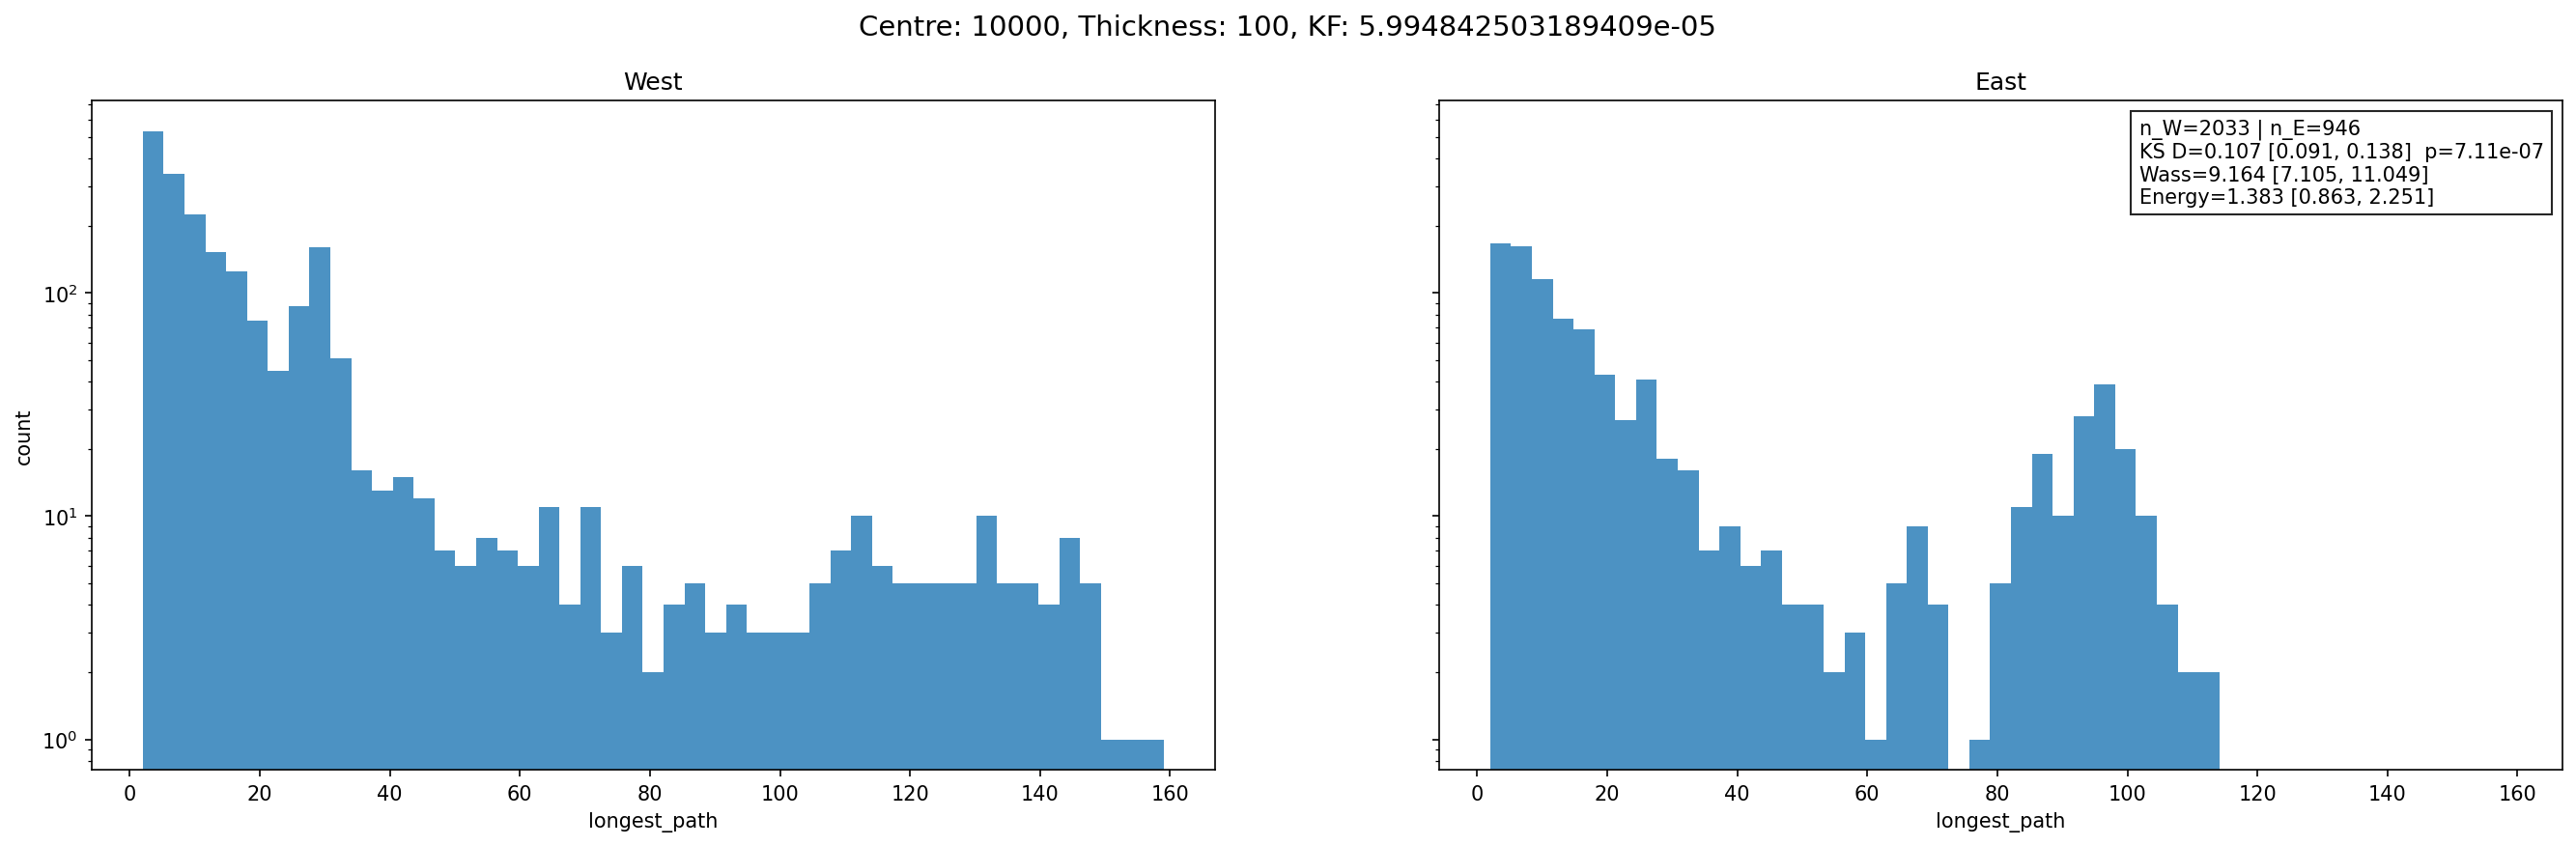 Centre: 10000, Thickness: 100, KF: 5.994842503189409e-05
West
East
n_W=2033 | n_E=946
KS D=0.107 [0.091, 0.138]  p=7.11e-07
Wass=9.164 [7.105, 11.049]
Energy=1.383 [0.863, 2.251]
10²
10¹
10⁰
count
0 20 40 60 80 100 120 140 160
longest_path
0 20 40 60 80 100 120 140 160
longest_path